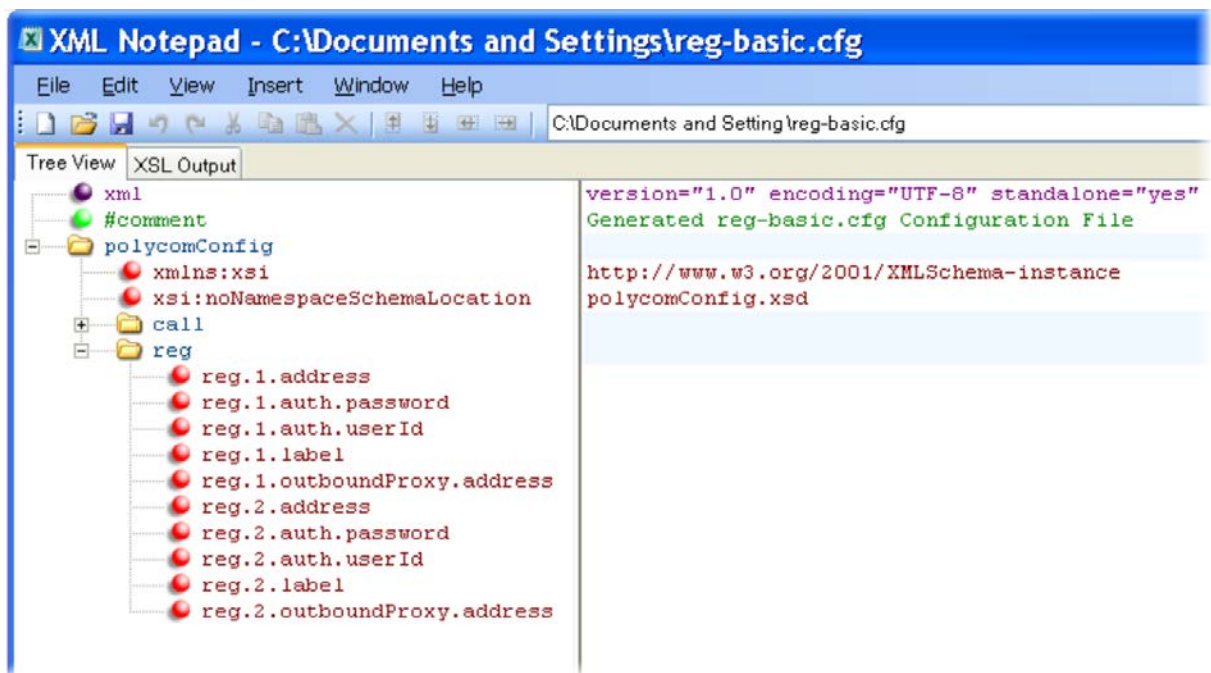 XML Notepad - C:\Documents and Settings\reg-basic.cfg
File Edit View Insert Window Help
C:\Documents and Setting\reg-basic.cfg
Tree View XSL Output
xml version="1.0" encoding="UTF-8" standalone="yes"
#comment Generated reg-basic.cfg Configuration File
polycomConfig
xmlns:xsi http://www.w3.org/2001/XMLSchema-instance
xsi:noNamespaceSchemaLocation polycomConfig.xsd
call
reg
reg.1.address
reg.1.auth.password
reg.1.auth.userId
reg.1.label
reg.1.outboundProxy.address
reg.2.address
reg.2.auth.password
reg.2.auth.userId
reg.2.label
reg.2.outboundProxy.address